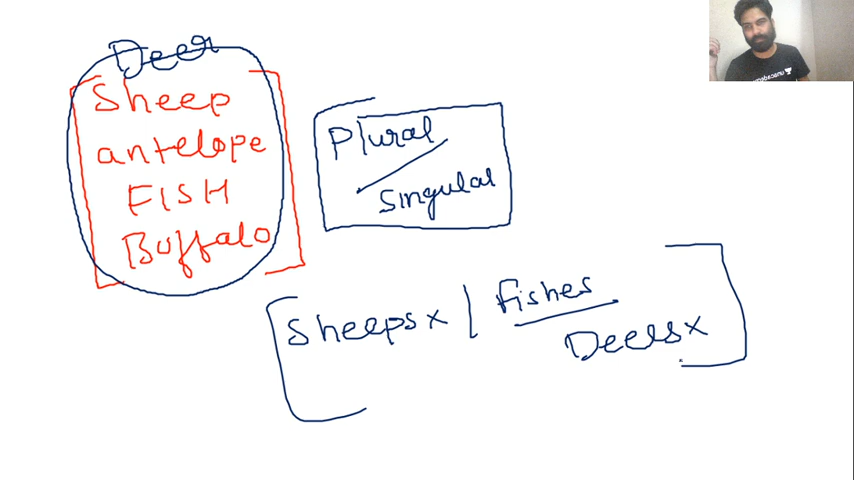 Deer
Sheep
antelope
FISH
Buffalo
Plural
Singular
Sheeps x | fishes
Deers x